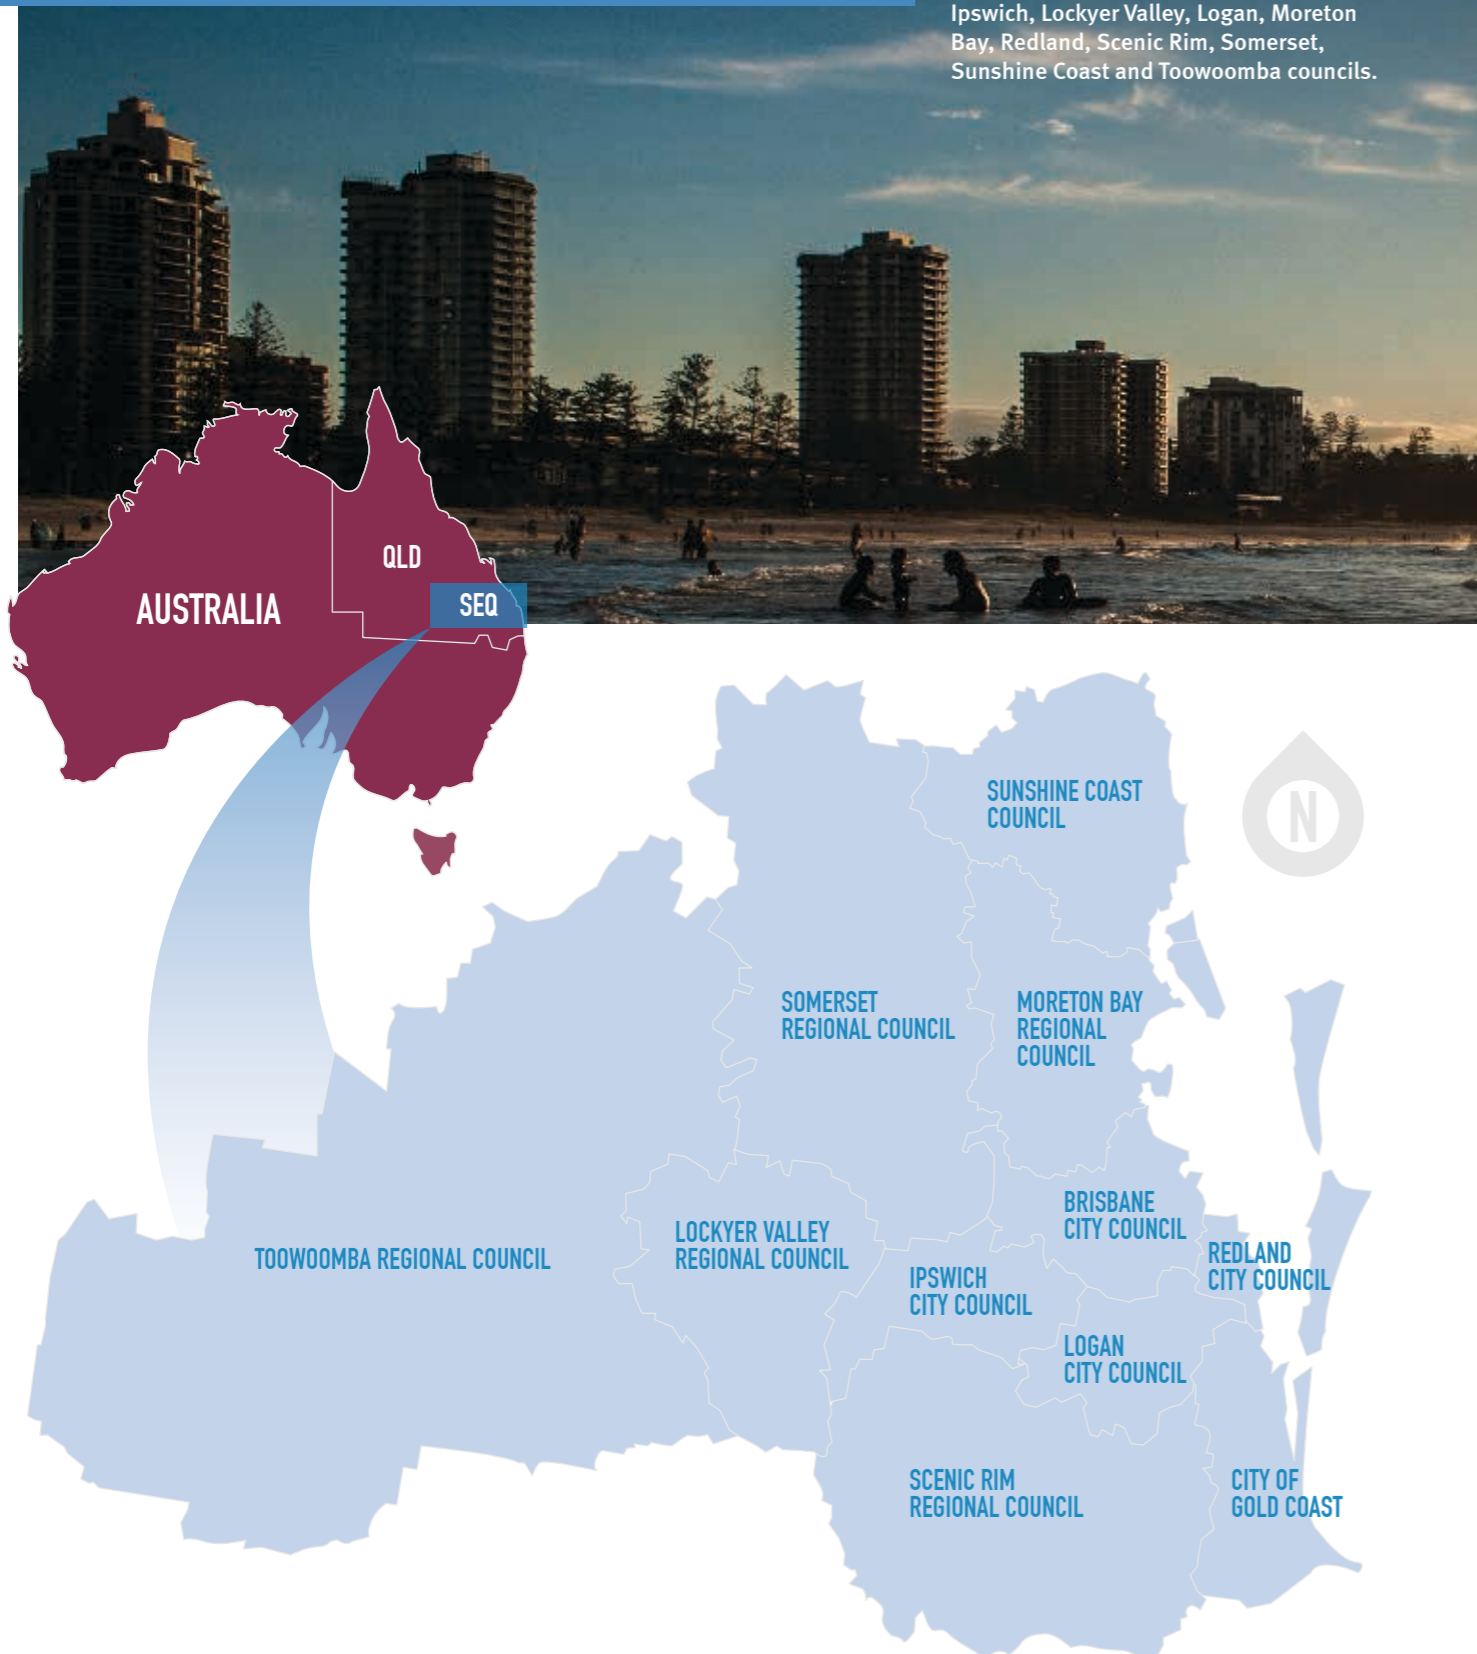 Ipswich, Lockyer Valley, Logan, Moreton
Bay, Redland, Scenic Rim, Somerset,
Sunshine Coast and Toowoomba councils.
QLD
SEQ
AUSTRALIA
SUNSHINE COAST
COUNCIL
N
SOMERSET
REGIONAL COUNCIL
MORETON BAY
REGIONAL
COUNCIL
BRISBANE
CITY COUNCIL
LOCKYER VALLEY
REGIONAL COUNCIL
TOOWOOMBA REGIONAL COUNCIL
REDLAND
CITY COUNCIL
IPSWICH
CITY COUNCIL
LOGAN
CITY COUNCIL
SCENIC RIM
REGIONAL COUNCIL
CITY OF
GOLD COAST